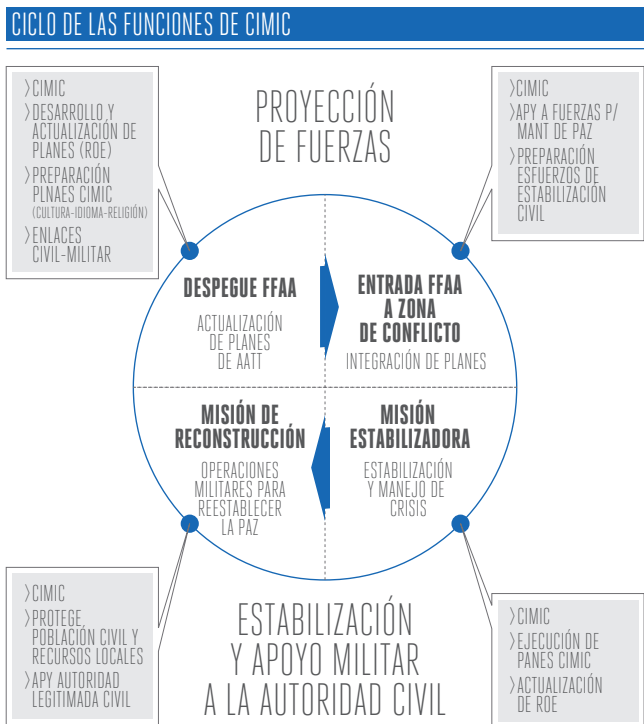 CICLO DE LAS FUNCIONES DE CIMIC
>CIMIC
>DESARROLLO Y
ACTUALIZACIÓN DE
PLANES (ROE)
>PREPARACIÓN
PLNAES CIMIC
(CULTURA-IDIOMA-RELIGIÓN)
>ENLACES
CIVIL-MILITAR
PROYECCIÓN
DE FUERZAS
>CIMIC
>APY A FUERZAS P/
MANT DE PAZ
>PREPARACIÓN
ESFUERZOS DE
ESTABILIZACIÓN
CIVIL
DESPEGUE FFAA
ACTUALIZACIÓN
DE PLANES
DE AATT
ENTRADA FFAA
A ZONA
DE CONFLICTO
INTEGRACIÓN DE PLANES
MISIÓN DE
RECONSTRUCCIÓN
OPERACIONES
MILITARES PARA
REESTABLECER
LA PAZ
MISIÓN
ESTABILIZADORA
ESTABILIZACIÓN
Y MANEJO DE
CRISIS
>CIMIC
>PROTEGE
POBLACIÓN CIVIL Y
RECURSOS LOCALES
>APY AUTORIDAD
LEGITIMADA CIVIL
ESTABILIZACIÓN
Y APOYO MILITAR
A LA AUTORIDAD CIVIL
>CIMIC
>EJECUCIÓN DE
PANES CIMIC
>ACTUALIZACIÓN
DE ROE